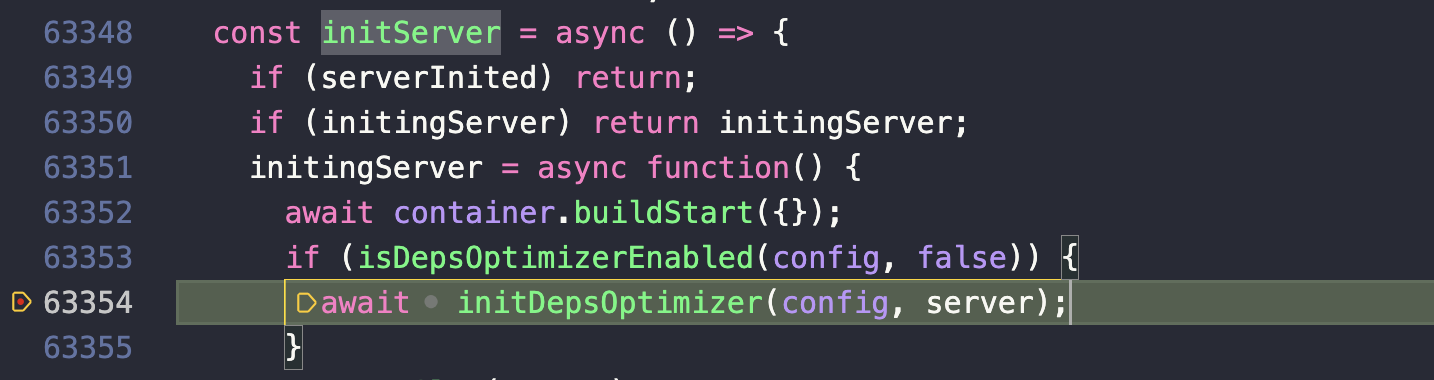 63348 const initServer = async () => {
63349 if (serverInited) return;
63350 if (initingServer) return initingServer;
63351 initingServer = async function() {
63352 await container.buildStart({});
63353 if (isDepsOptimizerEnabled(config, false)) {
63354 await initDepsOptimizer(config, server);
63355 }